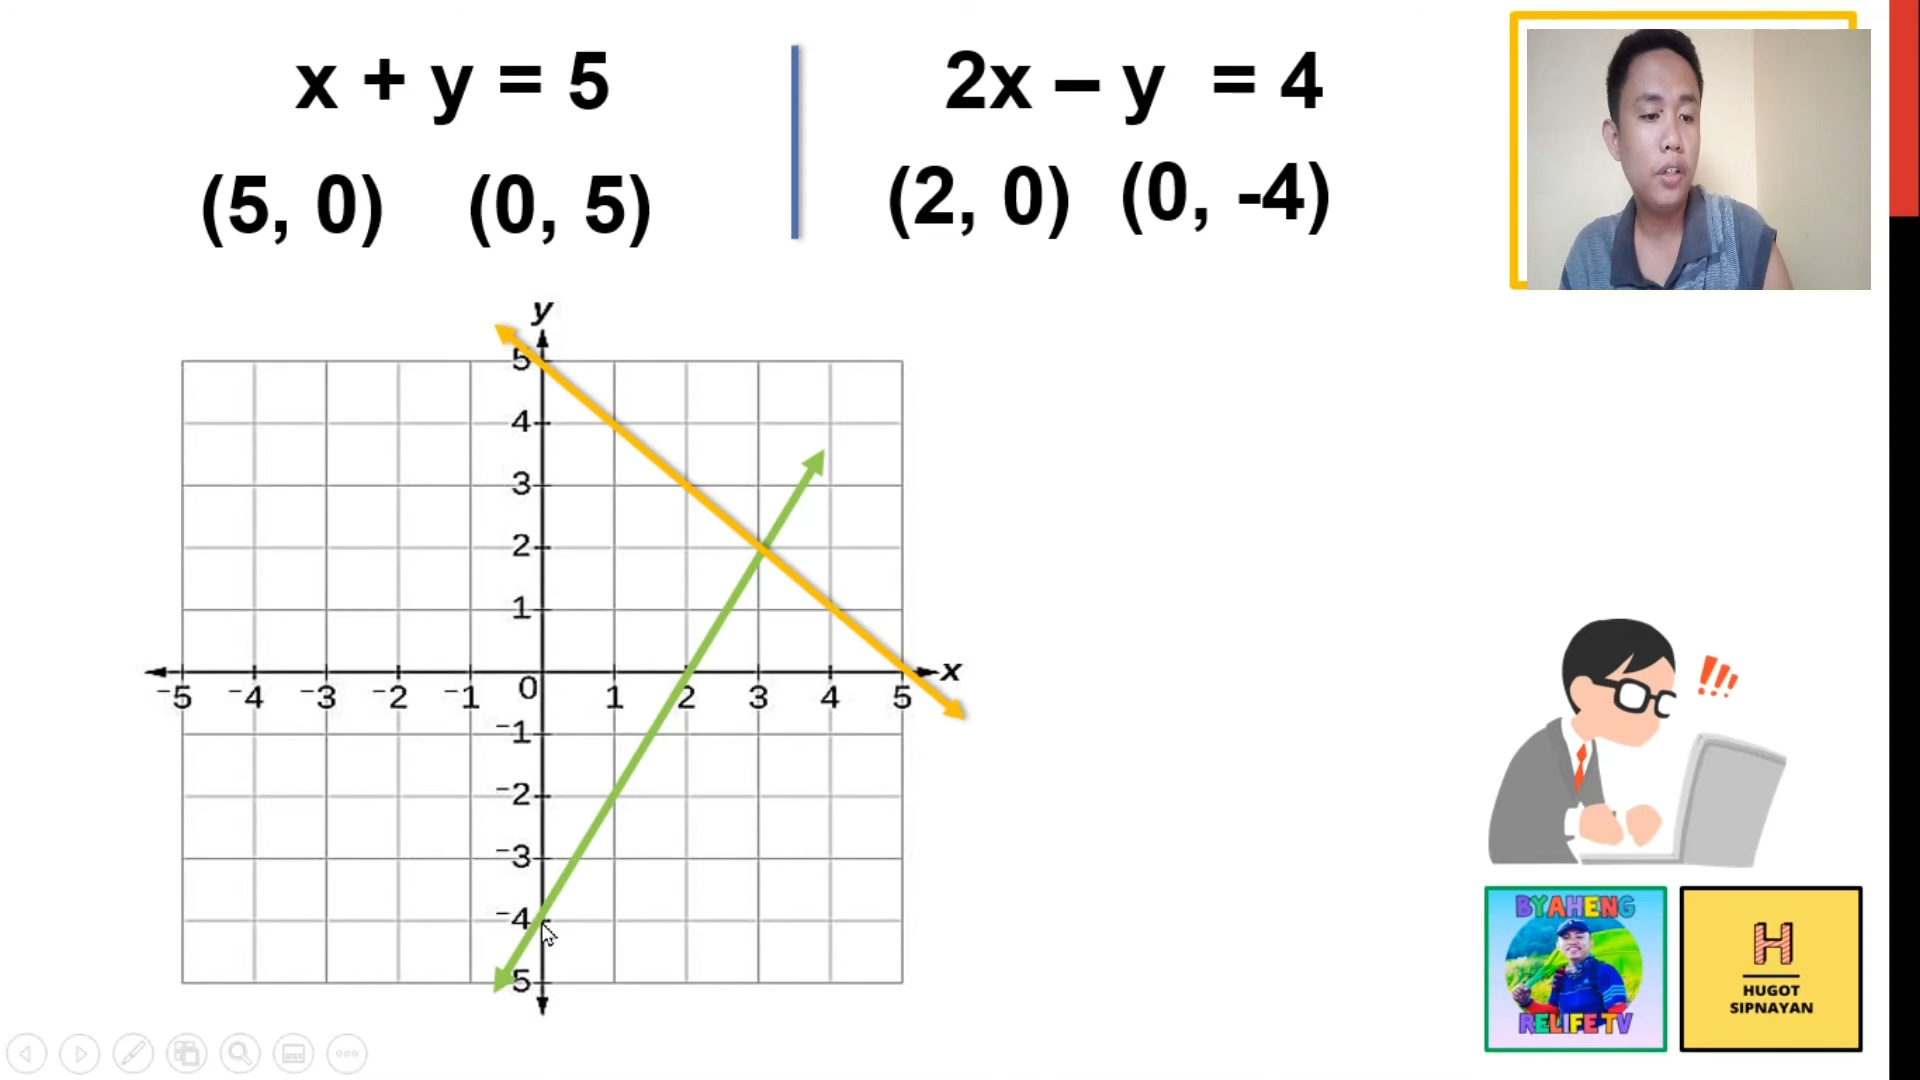 x + y = 5
2x – y = 4
(5, 0) (0, 5)
(2, 0) (0, -4)
y
5
4
3
2
1
x
-5 -4 -3 -2 -1 0 1 2 3 4 5
-1
-2
-3
-4
5
!!!
BYAHENG
RELIFE TV
H
HUGOT
SIPNAYAN